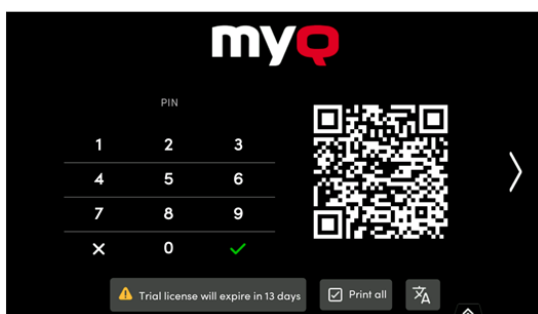 myQ
PIN
1 2 3
4 5 6
7 8 9
0
Trial license will expire in 13 days
Print all